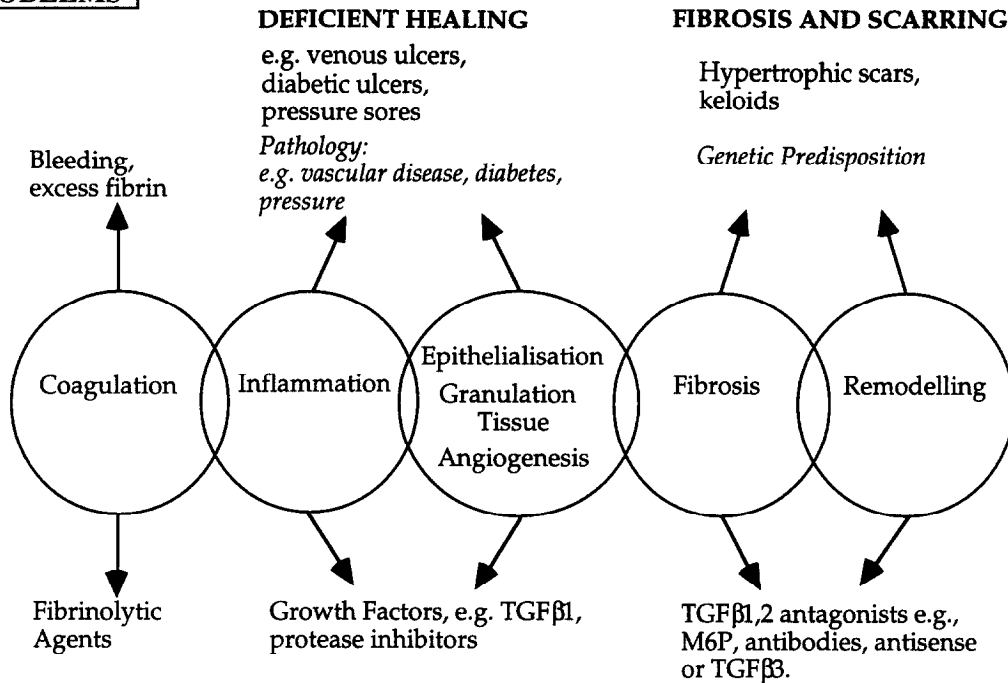 DEFICIENT HEALING
e.g. venous ulcers,
diabetic ulcers,
pressure sores
Pathology:
e.g. vascular disease, diabetes,
pressure
FIBROSIS AND SCARRING
Hypertrophic scars,
keloids
Genetic Predisposition
Bleeding,
excess fibrin
Coagulation
Inflammation
Epithelialisation
Granulation
Tissue
Angiogenesis
Fibrosis
Remodelling
Fibrinolytic
Agents
Growth Factors, e.g. TGFβ1,
protease inhibitors
TGFβ1,2 antagonists e.g.,
M6P, antibodies, antisense
or TGFβ3.